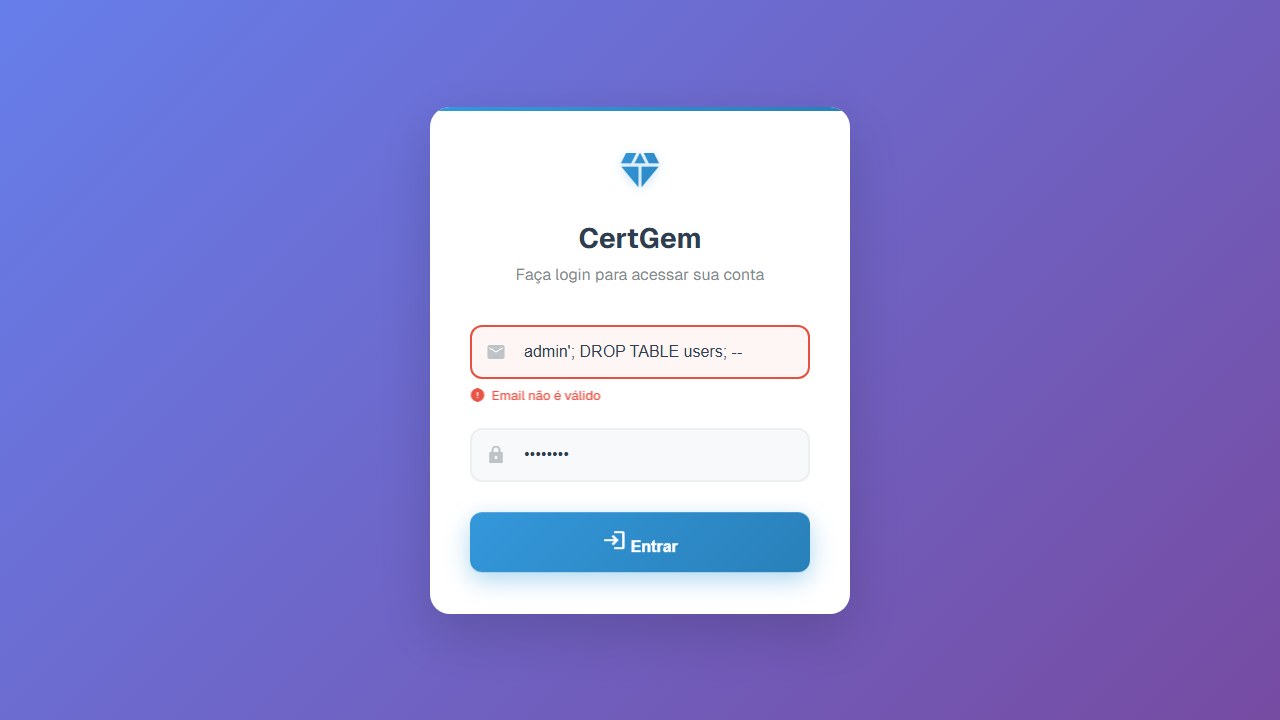 CertGem
Faça login para acessar sua conta
admin'; DROP TABLE users; --
Email não é válido
••••••••
Entrar